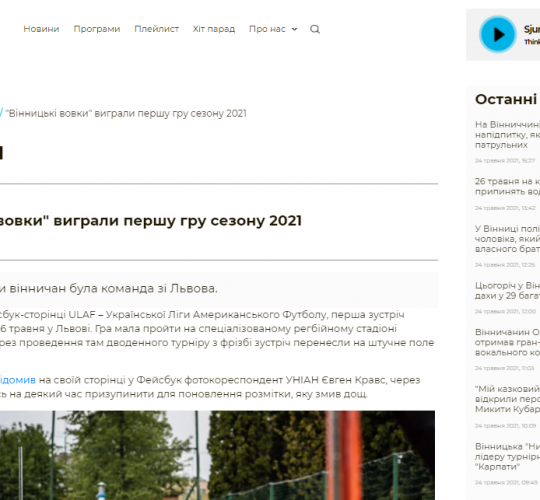 Новини Програми Плейлист Хіт парад Про нас
Sjur
Think
/ "Вінницькі вовки" виграли першу гру сезону 2021
вовки" виграли першу гру сезону 2021
и вінничан була команда зі Львова.
сбук-сторінці ULAF – Української Ліги Американського Футболу, перша зустріч
6 травня у Львові. Гра мала пройти на спеціалізованому регбійному стадіоні
рез проведення там дводенного турніру з фрізбі зустріч перенесли на штучне поле
ідомив на своїй сторінці у Фейсбук фотокореспондент УНІАН Євген Кравс, через
сь на деякий час призупинити для поновлення розмітки, яку змив дощ.
Останні
На Вінниччині
напідпитку, як
патрульних
24 травня 2021, 16:27
26 травня на к
припинять вод
24 травня 2021, 13:42
У Вінниці полі
чоловіка, який
власного брат
24 травня 2021, 12:25
Цьогоріч у Він
дахи у 29 багат
24 травня 2021, 12:00
Вінничанин О
отримав гран-
вокального ко
24 травня 2021, 11:03
"Мій казковий
відкрили перс
Микити Кубар
24 травня 2021, 10:09
Вінницька "Ни
лідеру турнірн
"Карпати"
24 травня 2021, 09:49